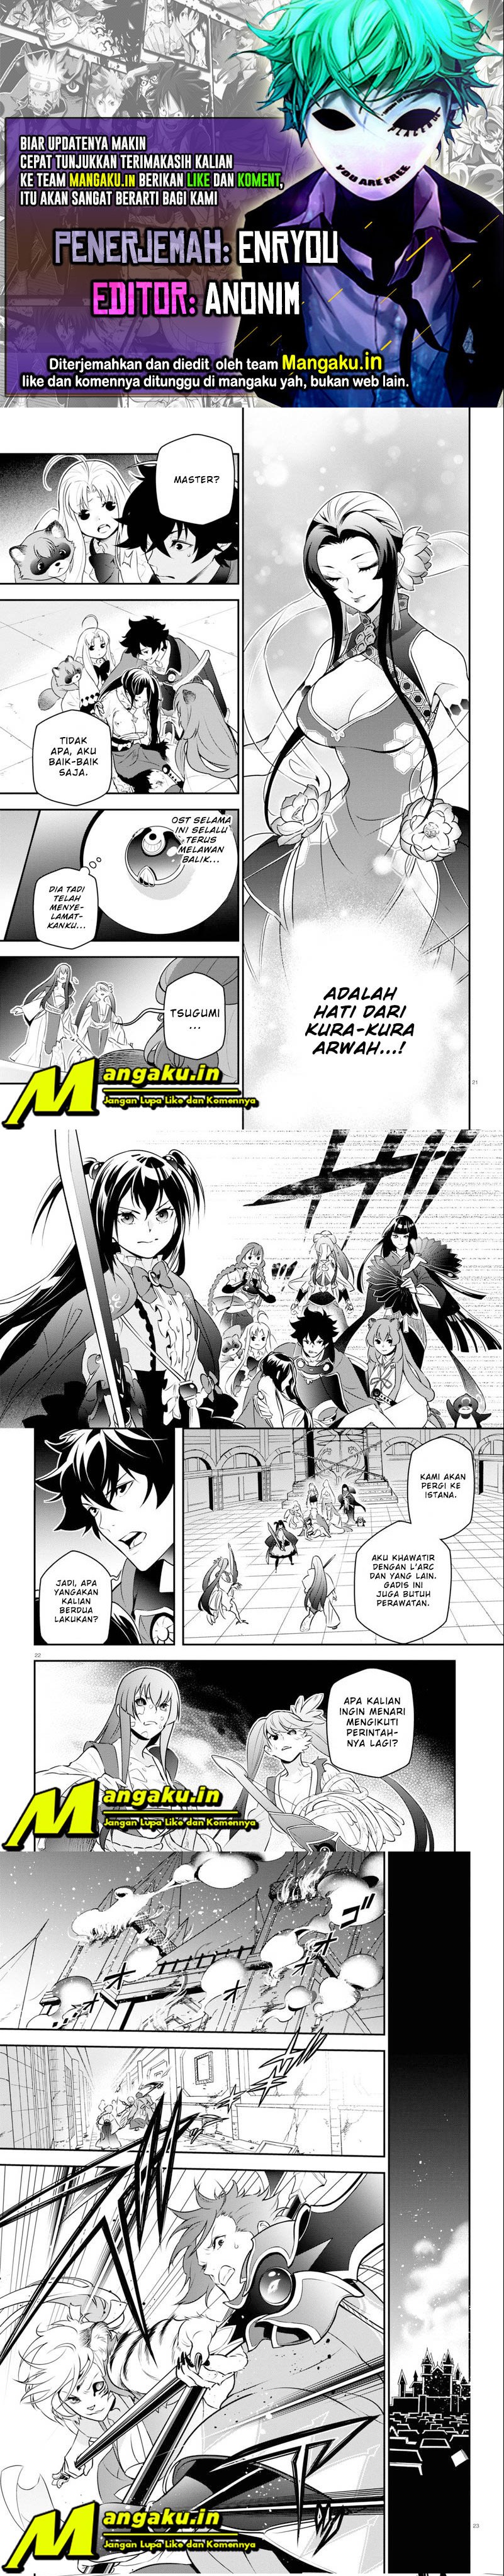 BIAR UPDATENYA MAKIN
CEPAT TUNJUKKAN TERIMAKASIH KALIAN
KE TEAM MANGAKU.IN BERIKAN LIKE DAN KOMENT,
ITU AKAN SANGAT BERARTI BAGI KAMI
PENERJEMAH: ENRYOU
EDITOR: ANONIM
YOU ARE FREE
Diterjemahkan dan diedit oleh team Mangaku.in
like dan komennya ditunggu di mangaku yah, bukan web lain.
MASTER?
TIDAK
APA, AKU
BAIK-BAIK
SAJA.
OST SELAMA
INI SELALU
TERUS
MELAWAN
BALIK...
DIA TADI
TELAH
MENYE-
LAMAT-
KANKU...
ADALAH
HATI DARI
KURA-KURA
ARWAH...!
TSUGUMI
...
Mangaku.in
Jangan Lupa Like dan Komennya
21
KAMI AKAN
PERGI KE
ISTANA.
AKU KHAWATIR
DENGAN L'ARC
DAN YANG LAIN.
GADIS INI
JUGA BUTUH
PERAWATAN.
JADI, APA
YANGAKAN
KALIAN
BERDUA
LAKUKAN?
22
APA KALIAN
INGIN MENARI
MENGIKUTI
PERINTAH-
NYA LAGI?
Mangaku.in
Jangan Lupa Like dan Komennya
Mangaku.in
Jangan Lupa Like dan Komennya
23